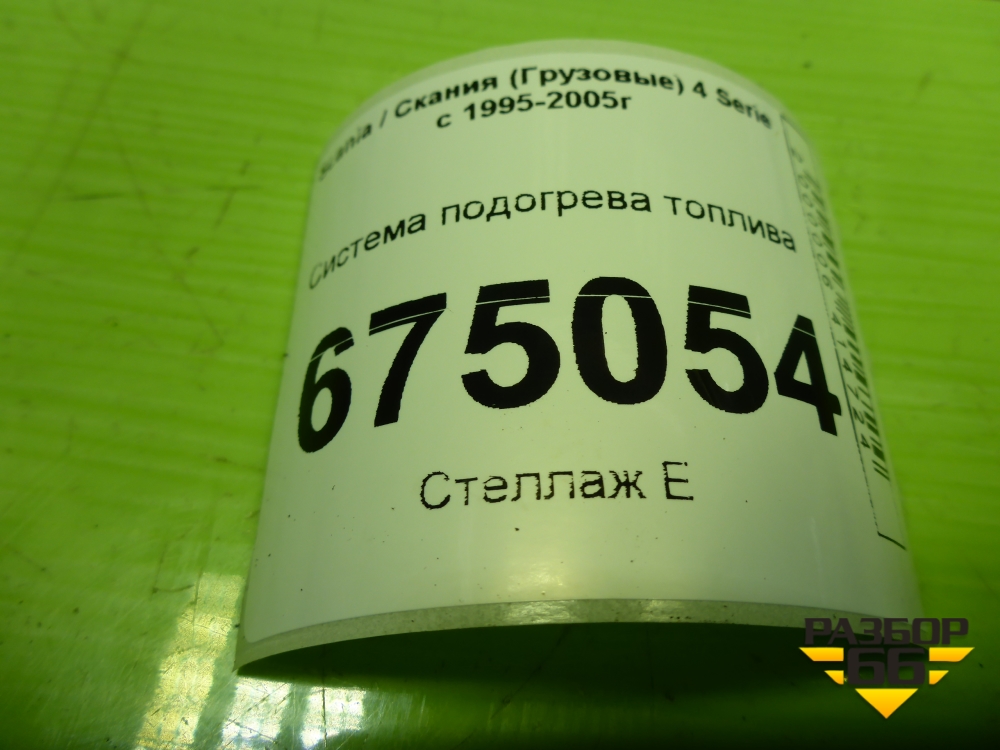 Scania / Скания (Грузовые) 4 Serie
с 1995-2005г
Система подогрева топлива
675054
Стеллаж Е
РАЗБОР
66